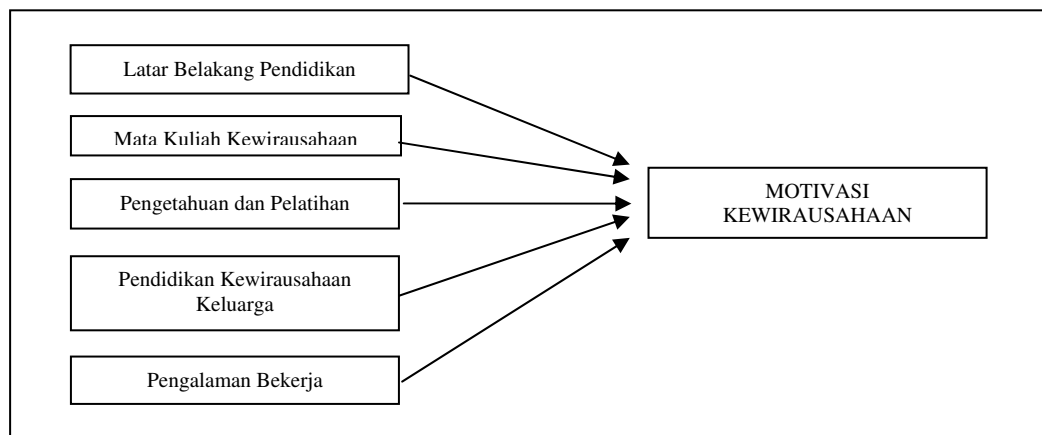 Latar Belakang Pendidikan
Mata Kuliah Kewirausahaan
Pengetahuan dan Pelatihan
MOTIVASI
KEWIRAUSAHAAN
Pendidikan Kewirausahaan
Keluarga
Pengalaman Bekerja